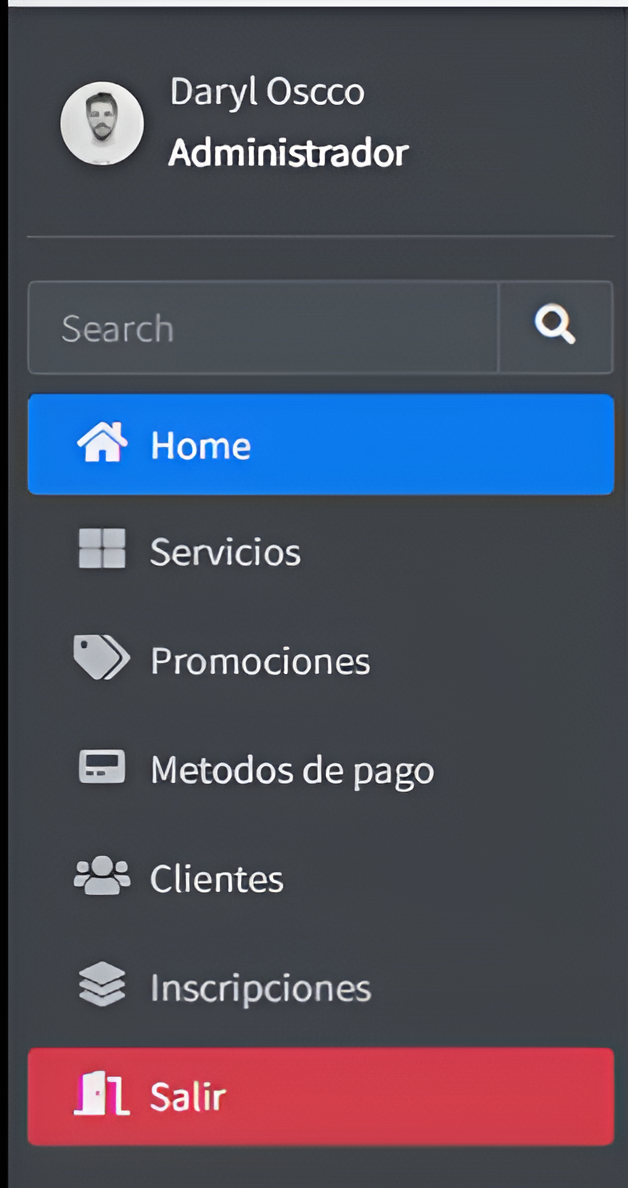 Daryl Oscco
Administrador
Search
Home
Servicios
Promociones
Metodos de pago
Clientes
Inscripciones
Salir